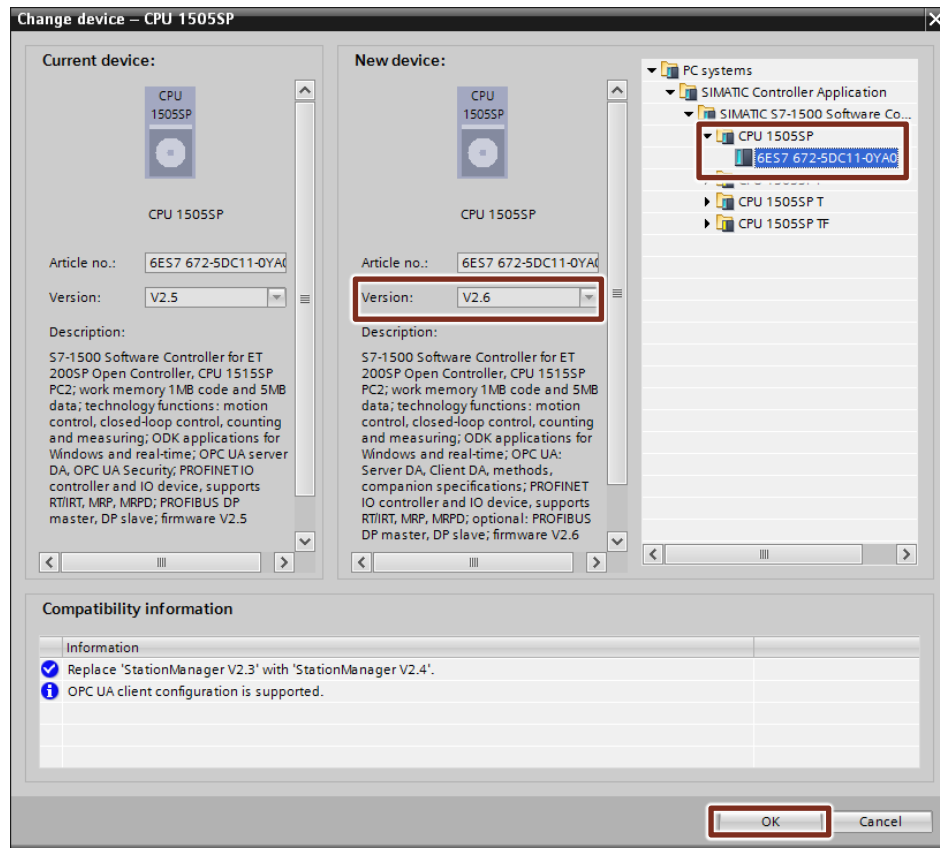 Change device – CPU 1505SP
Current device:
CPU
1505SP
CPU 1505SP
Article no.:
6ES7 672-5DC11-0YA0
Version:
V2.5
Description:
S7-1500 Software Controller for ET
200SP Open Controller, CPU 1515SP
PC2; work memory 1MB code and 5MB
data; technology functions: motion
control, closed-loop control, counting
and measuring; ODK applications for
Windows and real-time; OPC UA server
DA, OPC UA Security; PROFINET IO
controller and IO device, supports
RT/IRT, MRP, MRPD; PROFIBUS DP
master, DP slave; firmware V2.5
New device:
CPU
1505SP
CPU 1505SP
Article no.:
6ES7 672-5DC11-0YA0
Version:
V2.6
Description:
S7-1500 Software Controller for ET
200SP Open Controller, CPU 1515SP
PC2; work memory 1MB code and 5MB
data; technology functions: motion
control, closed-loop control, counting
and measuring; ODK applications for
Windows and real-time; OPC UA:
Server DA, Client DA, methods,
companion specifications; PROFINET
IO controller and IO device, supports
RT/IRT, MRP, MRPD; optional: PROFIBUS
DP master, DP slave; firmware V2.6
PC systems
SIMATIC Controller Application
SIMATIC S7-1500 Software Co...
CPU 1505SP
6ES7 672-5DC11-0YA0
CPU 1505SP T
CPU 1505SP TF
Compatibility information
Information
Replace 'StationManager V2.3' with 'StationManager V2.4'.
OPC UA client configuration is supported.
OK
Cancel